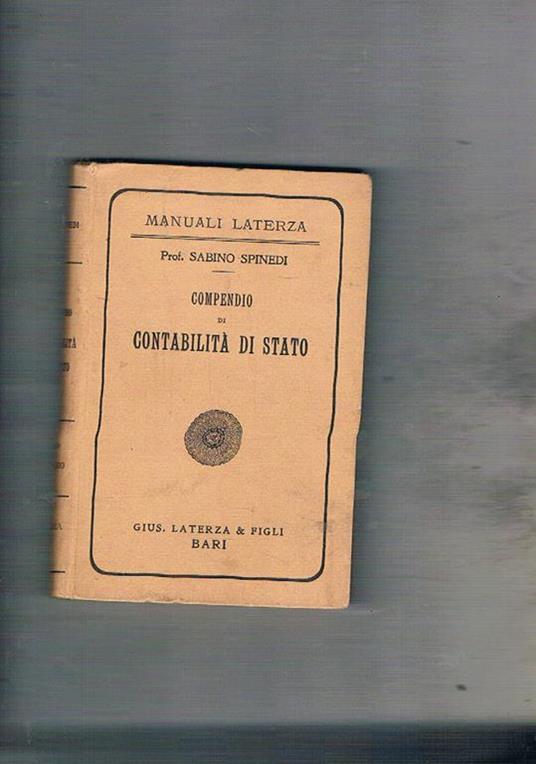 MANUALI LATERZA
Prof. SABINO SPINEDI
COMPENDIO
DI
CONTABILITÀ DI STATO
GIUS. LATERZA & FIGLI
BARI